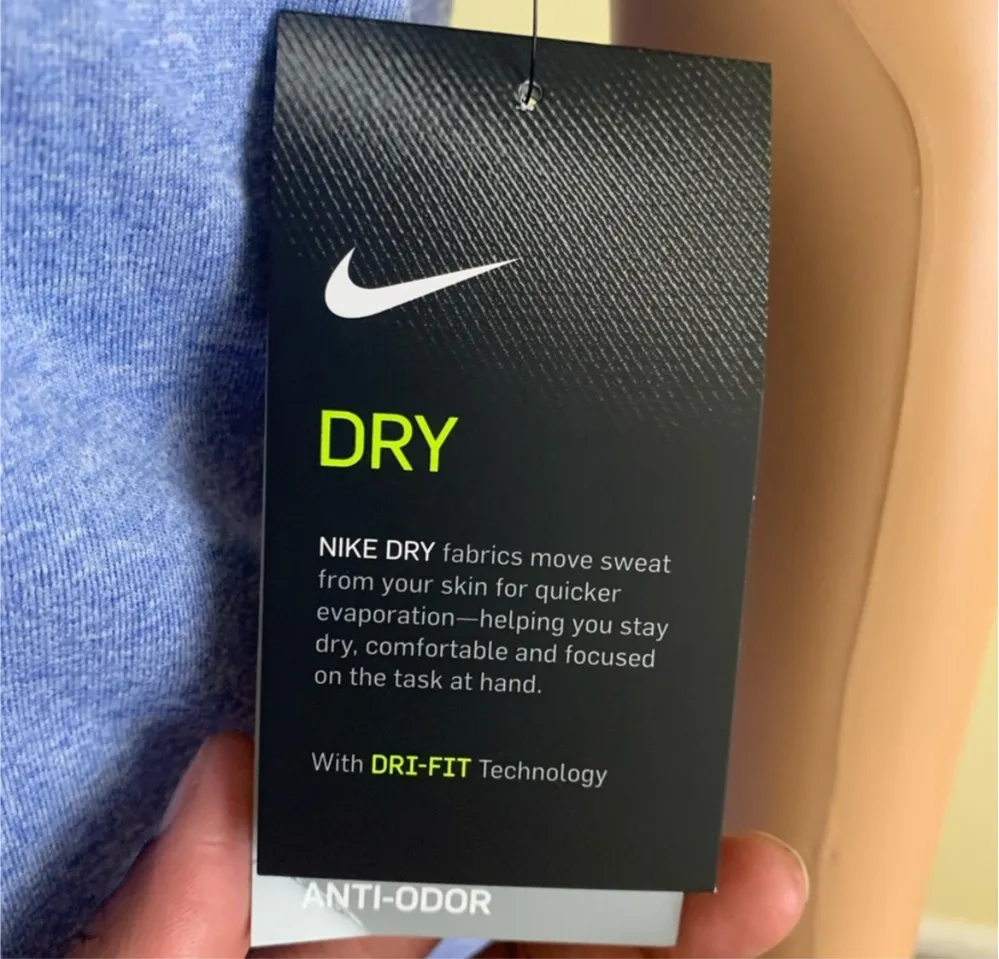 DRY
NIKE DRY fabrics move sweat
from your skin for quicker
evaporation—helping you stay
dry, comfortable and focused
on the task at hand.
With DRI-FIT Technology
ANTI-ODOR